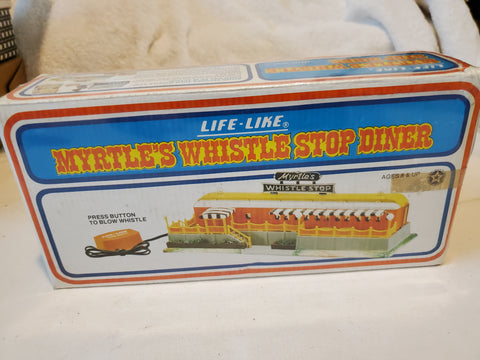 LIFE-LIKE®
MYRTLE'S WHISTLE STOP DINER
Myrtle's
WHISTLE STOP
AGES 8 & UP
PRESS BUTTON
TO BLOW WHISTLE